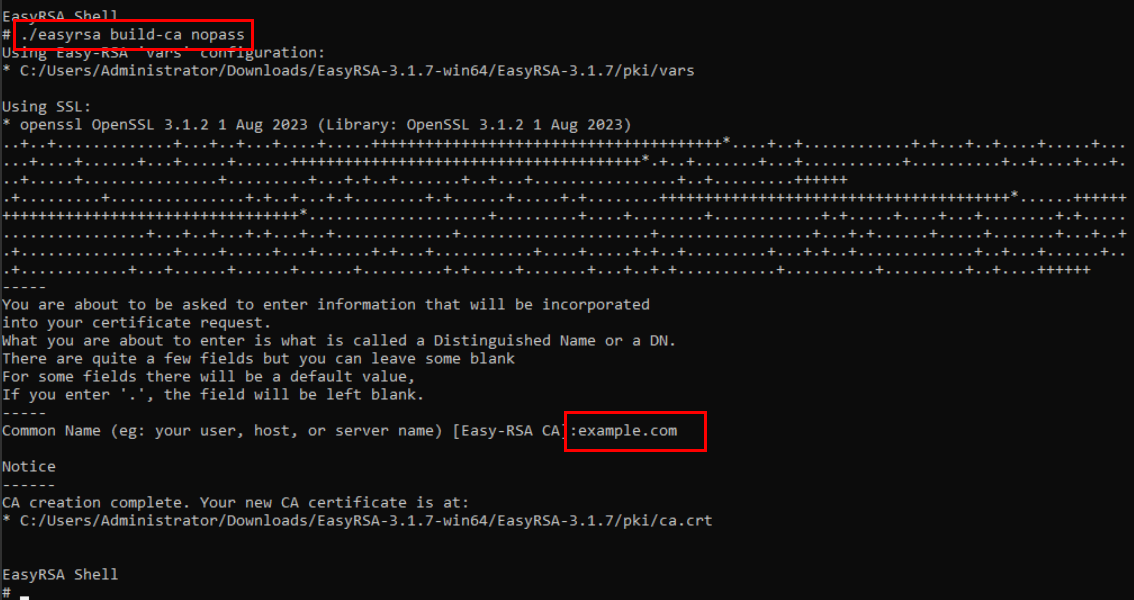 EasyRSA Shell
# ./easyrsa build-ca nopass
Using Easy-RSA 'vars' configuration:
* C:/Users/Administrator/Downloads/EasyRSA-3.1.7-win64/EasyRSA-3.1.7/pki/vars
Using SSL:
* openssl OpenSSL 3.1.2 1 Aug 2023 (Library: OpenSSL 3.1.2 1 Aug 2023)
-----
You are about to be asked to enter information that will be incorporated
into your certificate request.
What you are about to enter is what is called a Distinguished Name or a DN.
There are quite a few fields but you can leave some blank
For some fields there will be a default value,
If you enter '.', the field will be left blank.
-----
Common Name (eg: your user, host, or server name) [Easy-RSA CA]:example.com
Notice
------
CA creation complete. Your new CA certificate is at:
* C:/Users/Administrator/Downloads/EasyRSA-3.1.7-win64/EasyRSA-3.1.7/pki/ca.crt
EasyRSA Shell
#